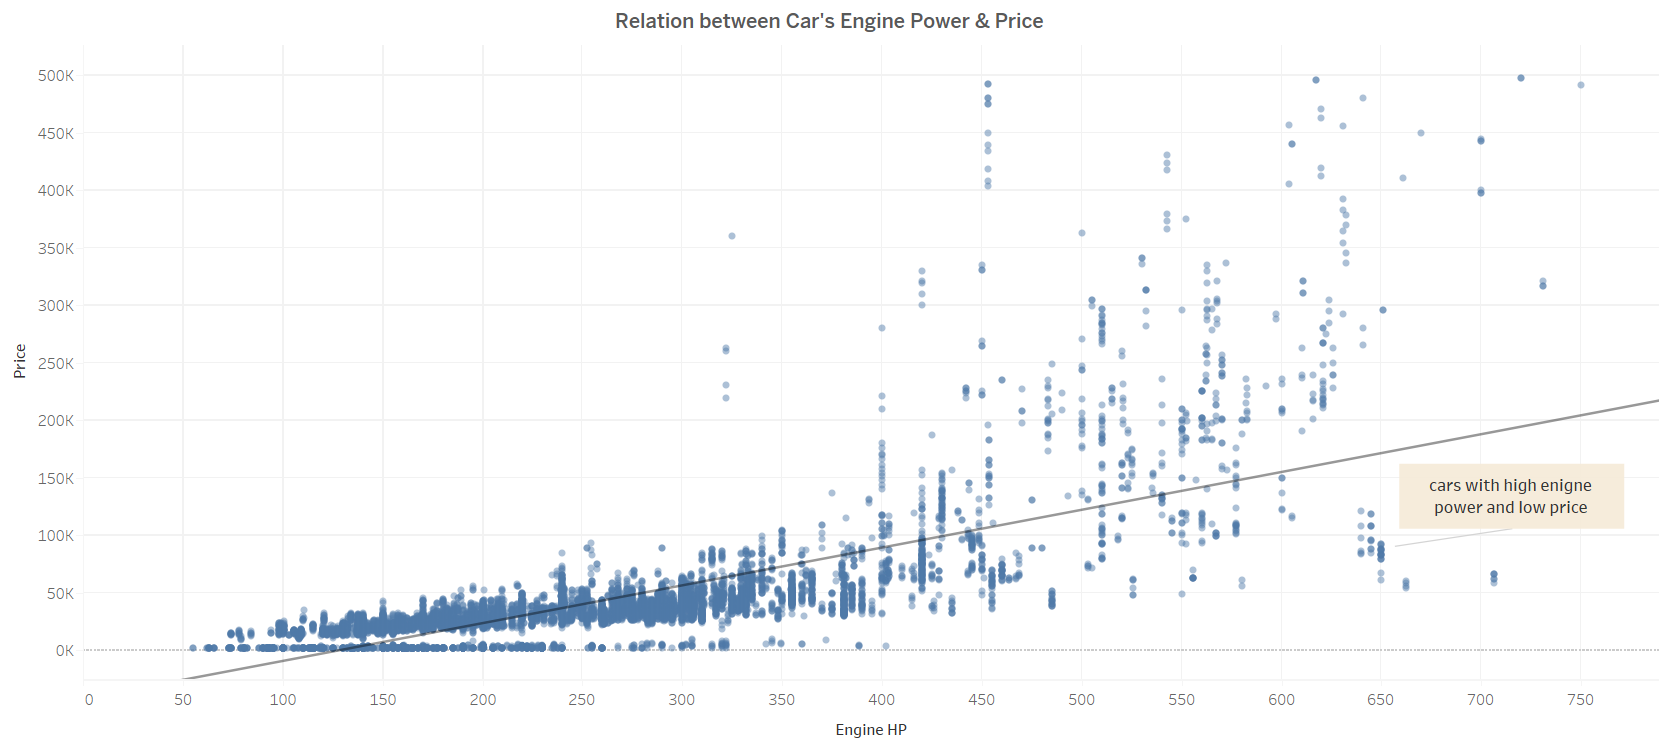 Relation between Car's Engine Power & Price
500K
450K
400K
350K
300K
250K
200K
150K
100K
50K
0K
Price
cars with high enigne
power and low price
0 50 100 150 200 250 300 350 400 450 500 550 600 650 700 750
Engine HP